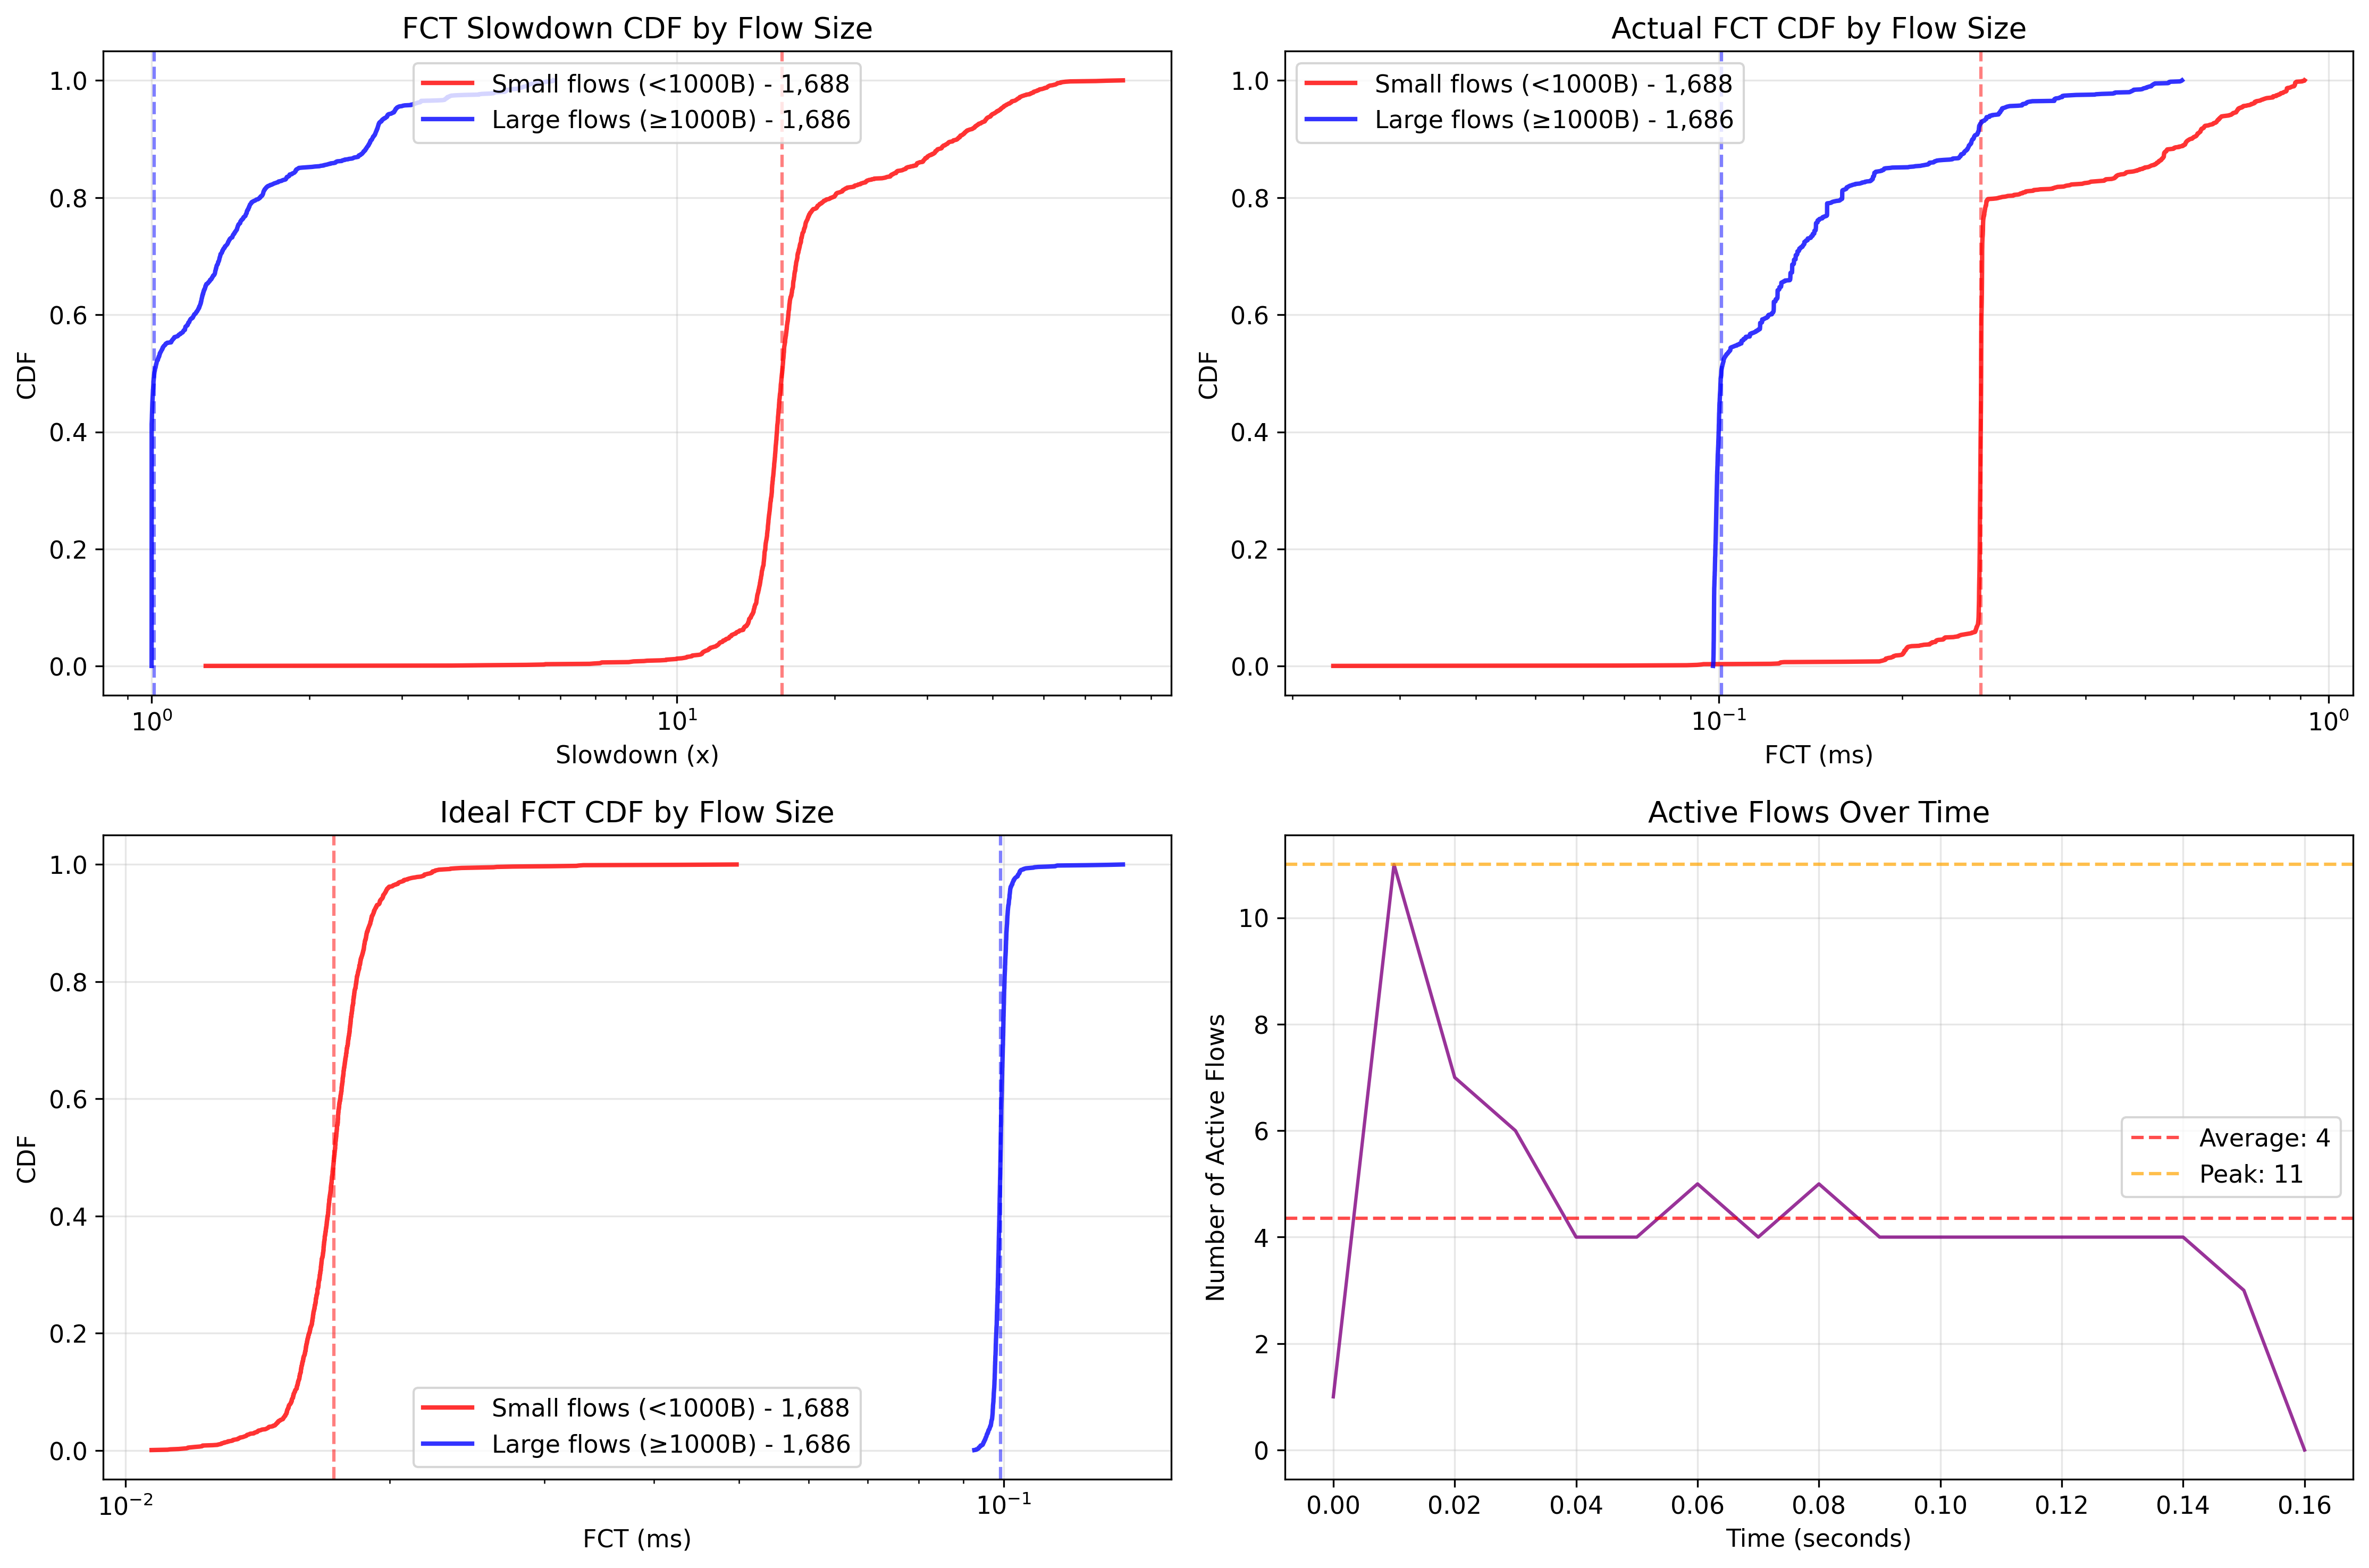 FCT Slowdown CDF by Flow Size
CDF
1.0
0.8
0.6
0.4
0.2
0.0
Small flows (<1000B) - 1,688
Large flows (≥1000B) - 1,686
10⁰
10¹
Slowdown (x)
Actual FCT CDF by Flow Size
CDF
1.0
0.8
0.6
0.4
0.2
0.0
Small flows (<1000B) - 1,688
Large flows (≥1000B) - 1,686
10⁻¹
10⁰
FCT (ms)
Ideal FCT CDF by Flow Size
CDF
1.0
0.8
0.6
0.4
0.2
0.0
Small flows (<1000B) - 1,688
Large flows (≥1000B) - 1,686
10⁻²
10⁻¹
FCT (ms)
Active Flows Over Time
Number of Active Flows
10
8
6
4
2
0
Average: 4
Peak: 11
0.00
0.02
0.04
0.06
0.08
0.10
0.12
0.14
0.16
Time (seconds)